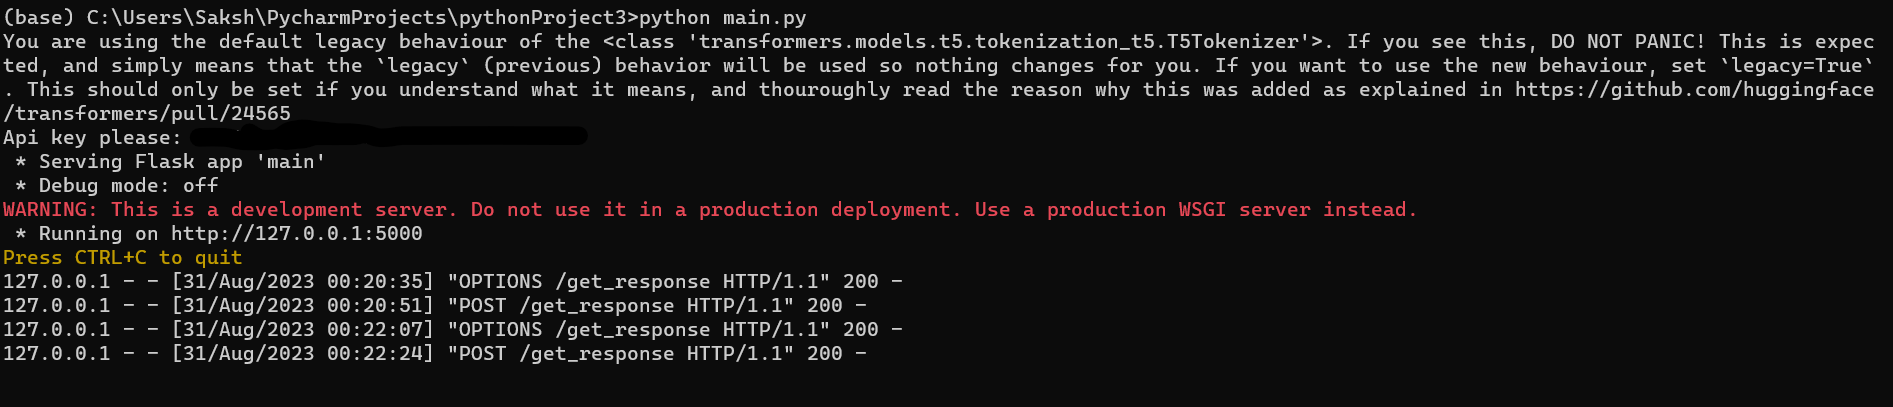 (base) C:\Users\Saksh\PycharmProjects\pythonProject3>python main.py
You are using the default legacy behaviour of the <class 'transformers.models.t5.tokenization_t5.T5Tokenizer'>. If you see this, DO NOT PANIC! This is expec
ted, and simply means that the `legacy` (previous) behavior will be used so nothing changes for you. If you want to use the new behaviour, set `legacy=True`
. This should only be set if you understand what it means, and thouroughly read the reason why this was added as explained in https://github.com/huggingface
/transformers/pull/24565
Api key please:
 * Serving Flask app 'main'
 * Debug mode: off
WARNING: This is a development server. Do not use it in a production deployment. Use a production WSGI server instead.
 * Running on http://127.0.0.1:5000
Press CTRL+C to quit
127.0.0.1 - - [31/Aug/2023 00:20:35] "OPTIONS /get_response HTTP/1.1" 200 -
127.0.0.1 - - [31/Aug/2023 00:20:51] "POST /get_response HTTP/1.1" 200 -
127.0.0.1 - - [31/Aug/2023 00:22:07] "OPTIONS /get_response HTTP/1.1" 200 -
127.0.0.1 - - [31/Aug/2023 00:22:24] "POST /get_response HTTP/1.1" 200 -